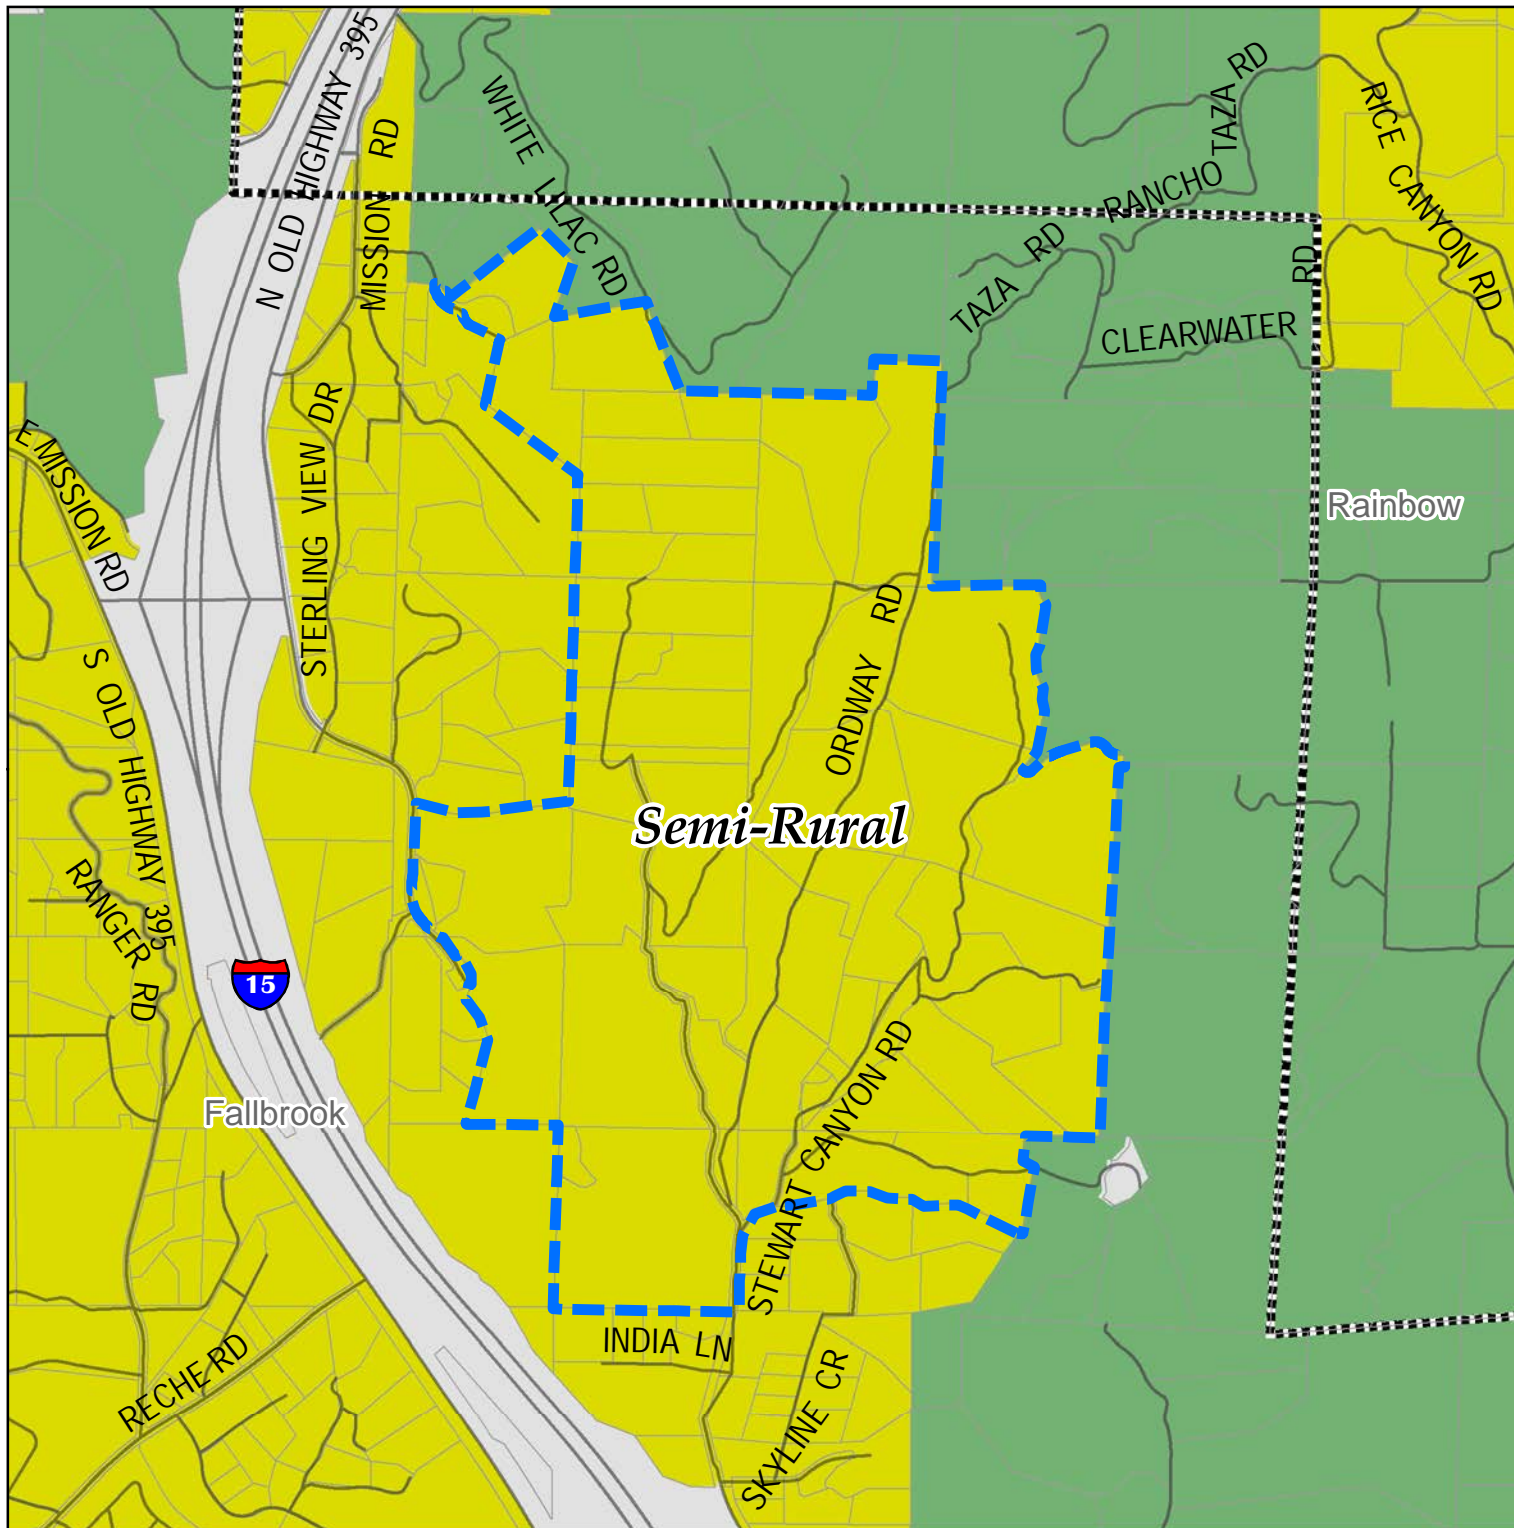 N OLD HIGHWAY 395
MISSION RD
WHITE LILAC RD
RANCHO TAZA RD
TAZA RD
RICE CANYON RD
CLEARWATER RD
E MISSION RD
STERLING VIEW DR
Rainbow
ORDWAY RD
S OLD HIGHWAY 395
Semi-Rural
RANGER RD
15
Fallbrook
STEWART CANYON RD
INDIA LN
RECHE RD
SKYLINE CR